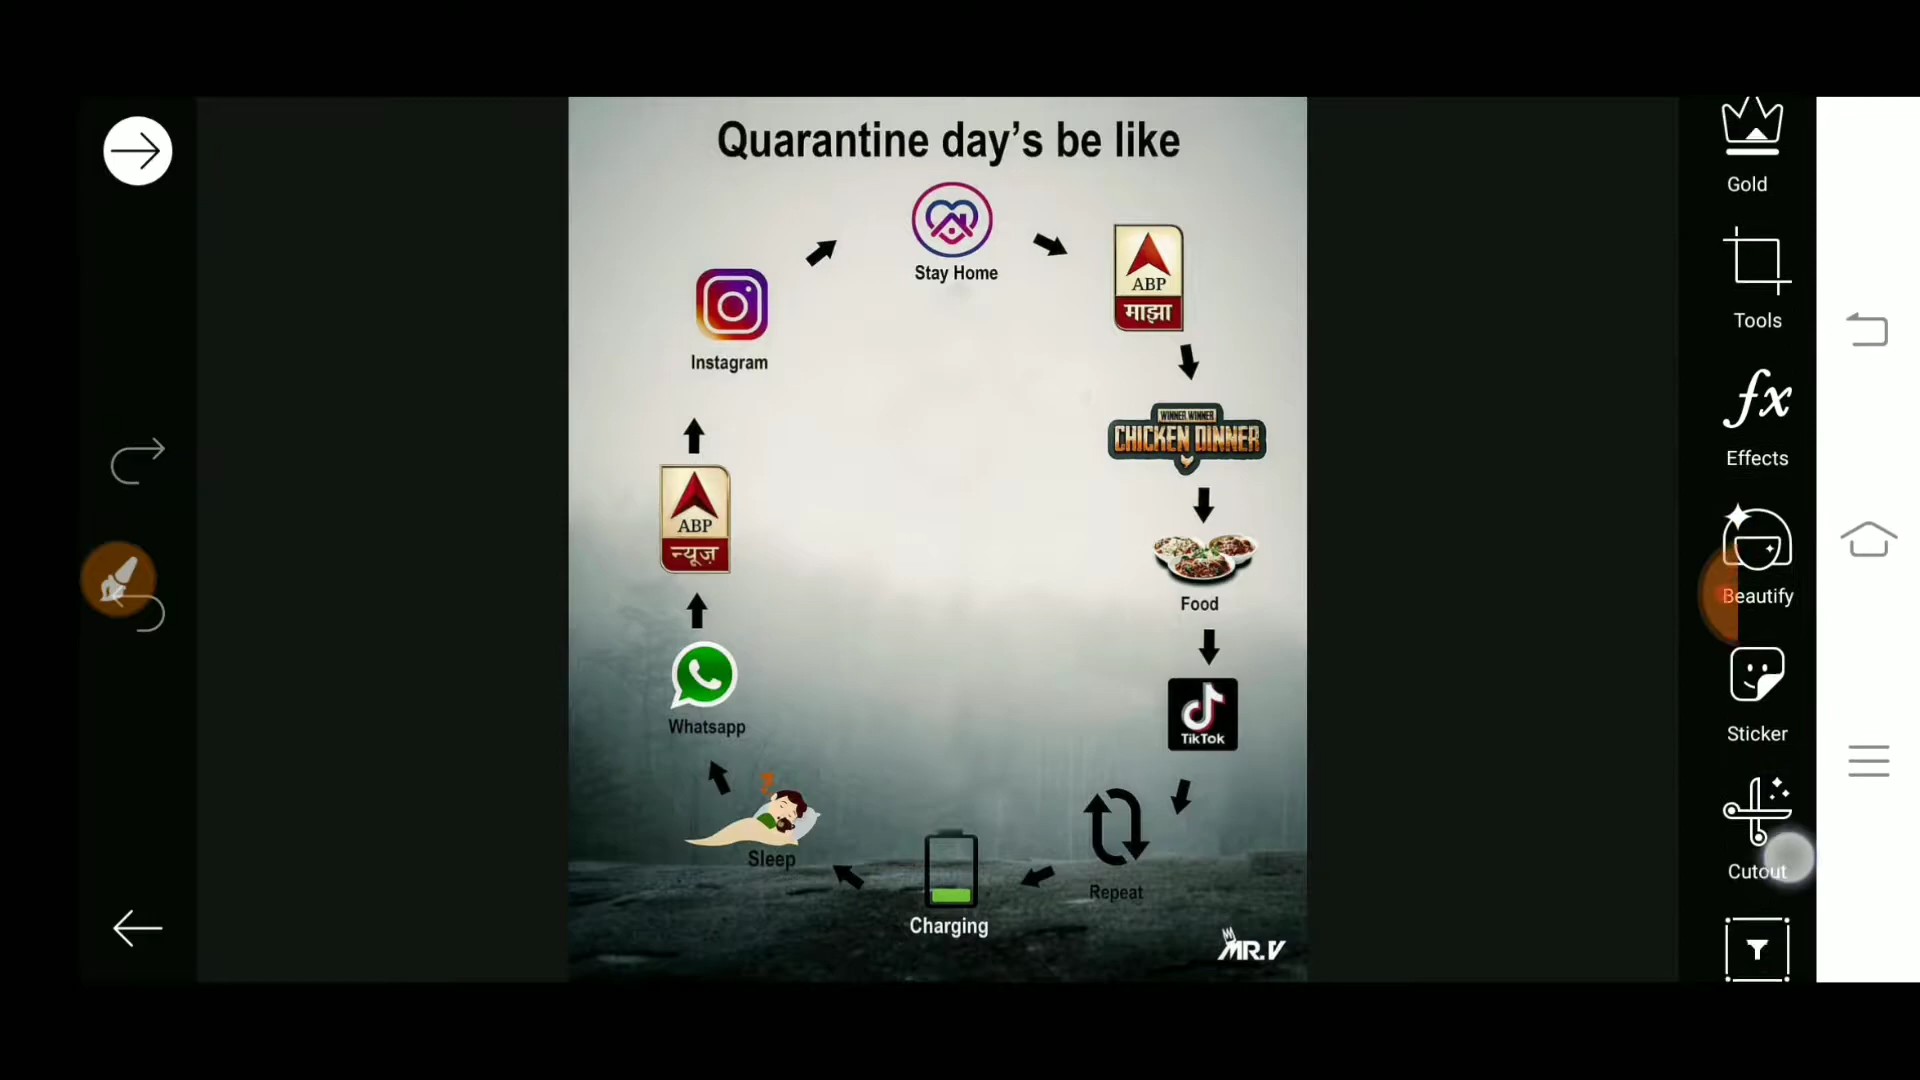 Quarantine day's be like
Stay Home
ABP
माझा
WINNER WINNER
CHICKEN DINNER
Food
TikTok
Repeat
Charging
Sleep
Whatsapp
ABP
न्यूज़
Instagram
MR.V
Gold
Tools
fx
Effects
Beautify
Sticker
Cutout
T